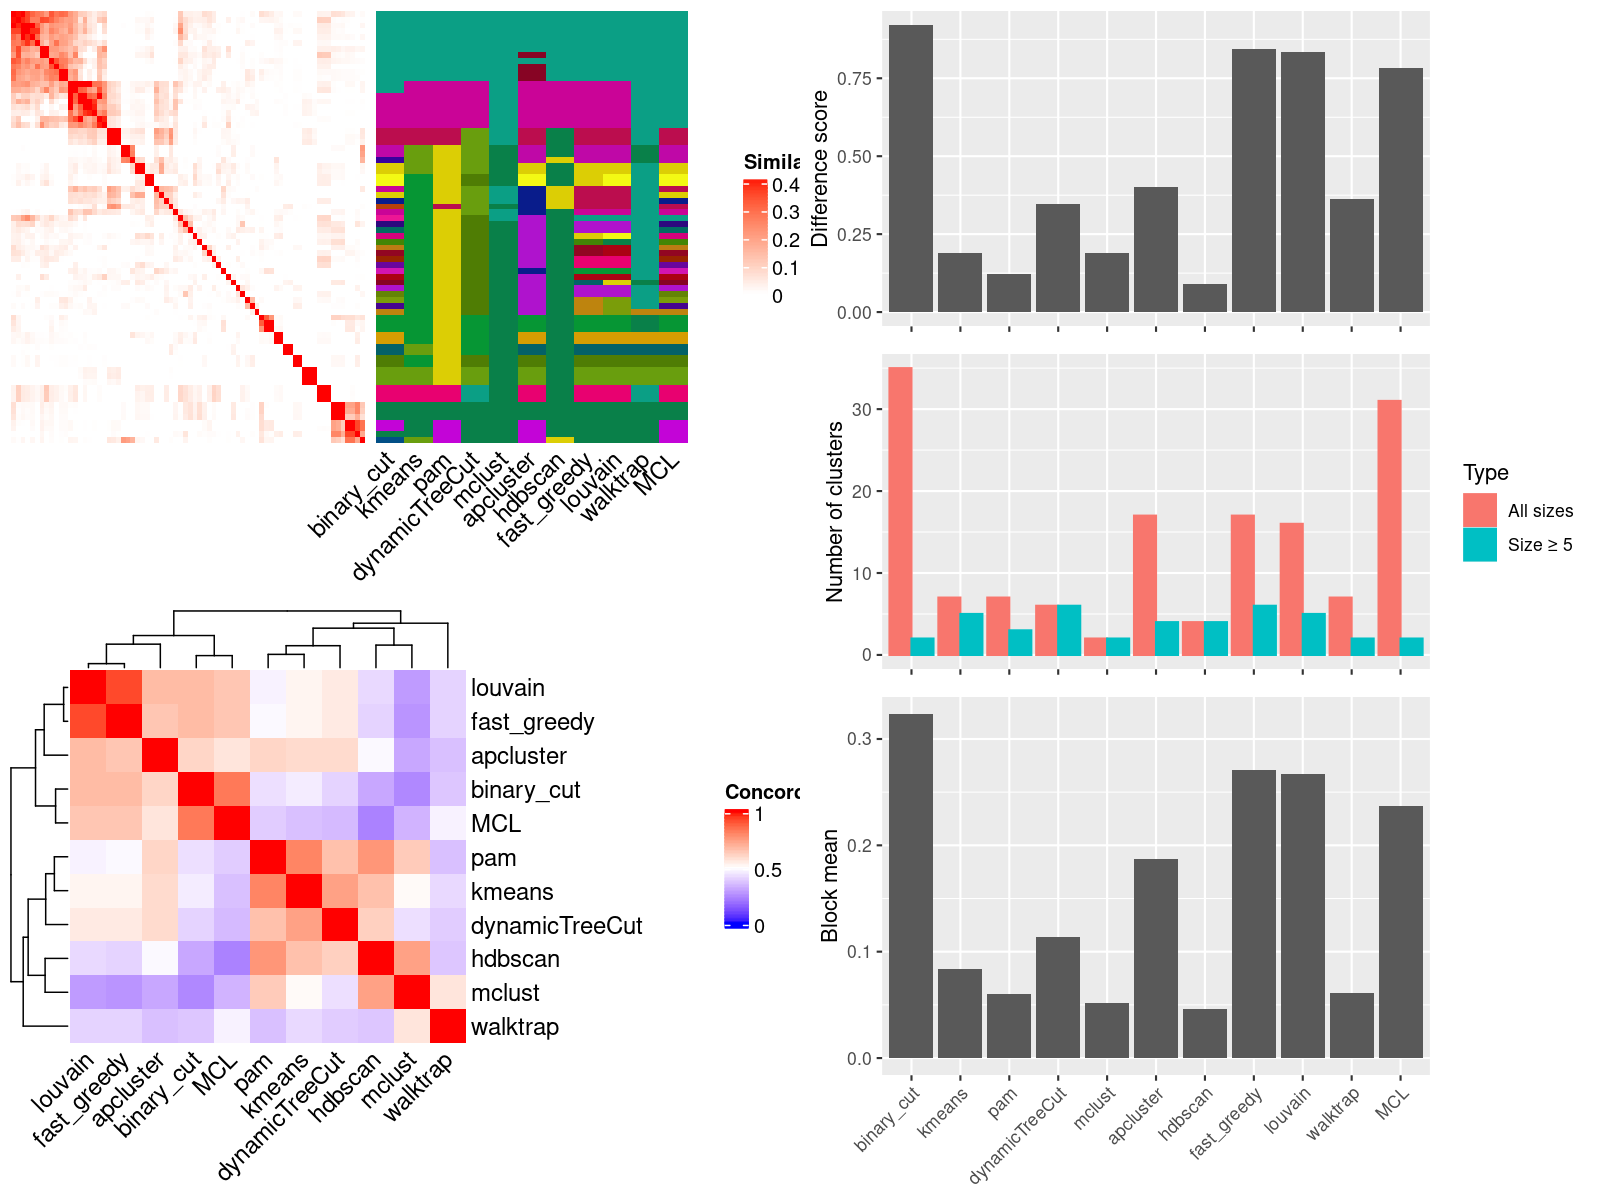 Simila
0.4
0.3
0.2
0.1
0
binary_cut
kmeans
pam
dynamicTreeCut
mclust
apcluster
hdbscan
fast_greedy
louvain
walktrap
MCL
louvain
fast_greedy
apcluster
binary_cut
MCL
pam
kmeans
dynamicTreeCut
hdbscan
mclust
walktrap
louvain
fast_greedy
apcluster
binary_cut
MCL
pam
kmeans
dynamicTreeCut
hdbscan
mclust
walktrap
Concord
1
0.5
0
Difference score
0.75
0.50
0.25
0.00
Number of clusters
30
20
10
0
Type
All sizes
Size ≥ 5
Block mean
0.3
0.2
0.1
0.0
binary_cut
kmeans
pam
dynamicTreeCut
mclust
apcluster
hdbscan
fast_greedy
louvain
walktrap
MCL